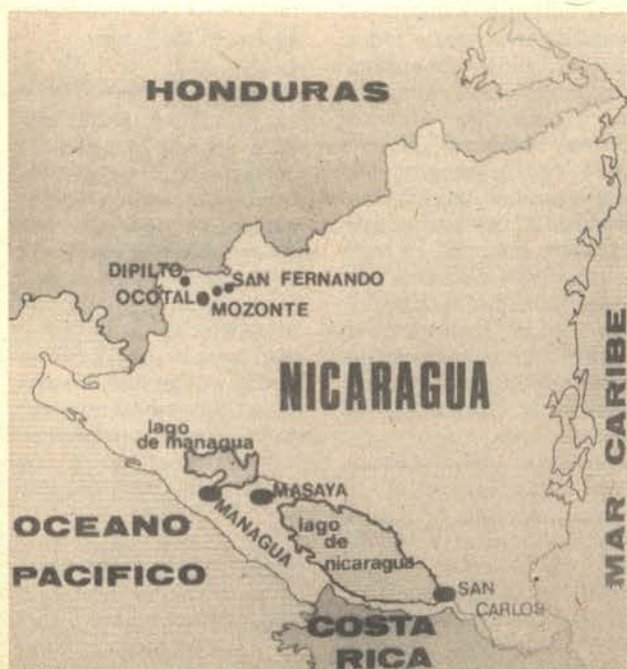 HONDURAS
DIPILTO
SAN FERNANDO
OCOTAL
MOZONTE
NICARAGUA
lago
de managua
MASAYA
MANAGUA
lago
de
nicaragua
OCEANO
PACIFICO
SAN
CARLOS
COSTA
RICA
MAR CARIBE